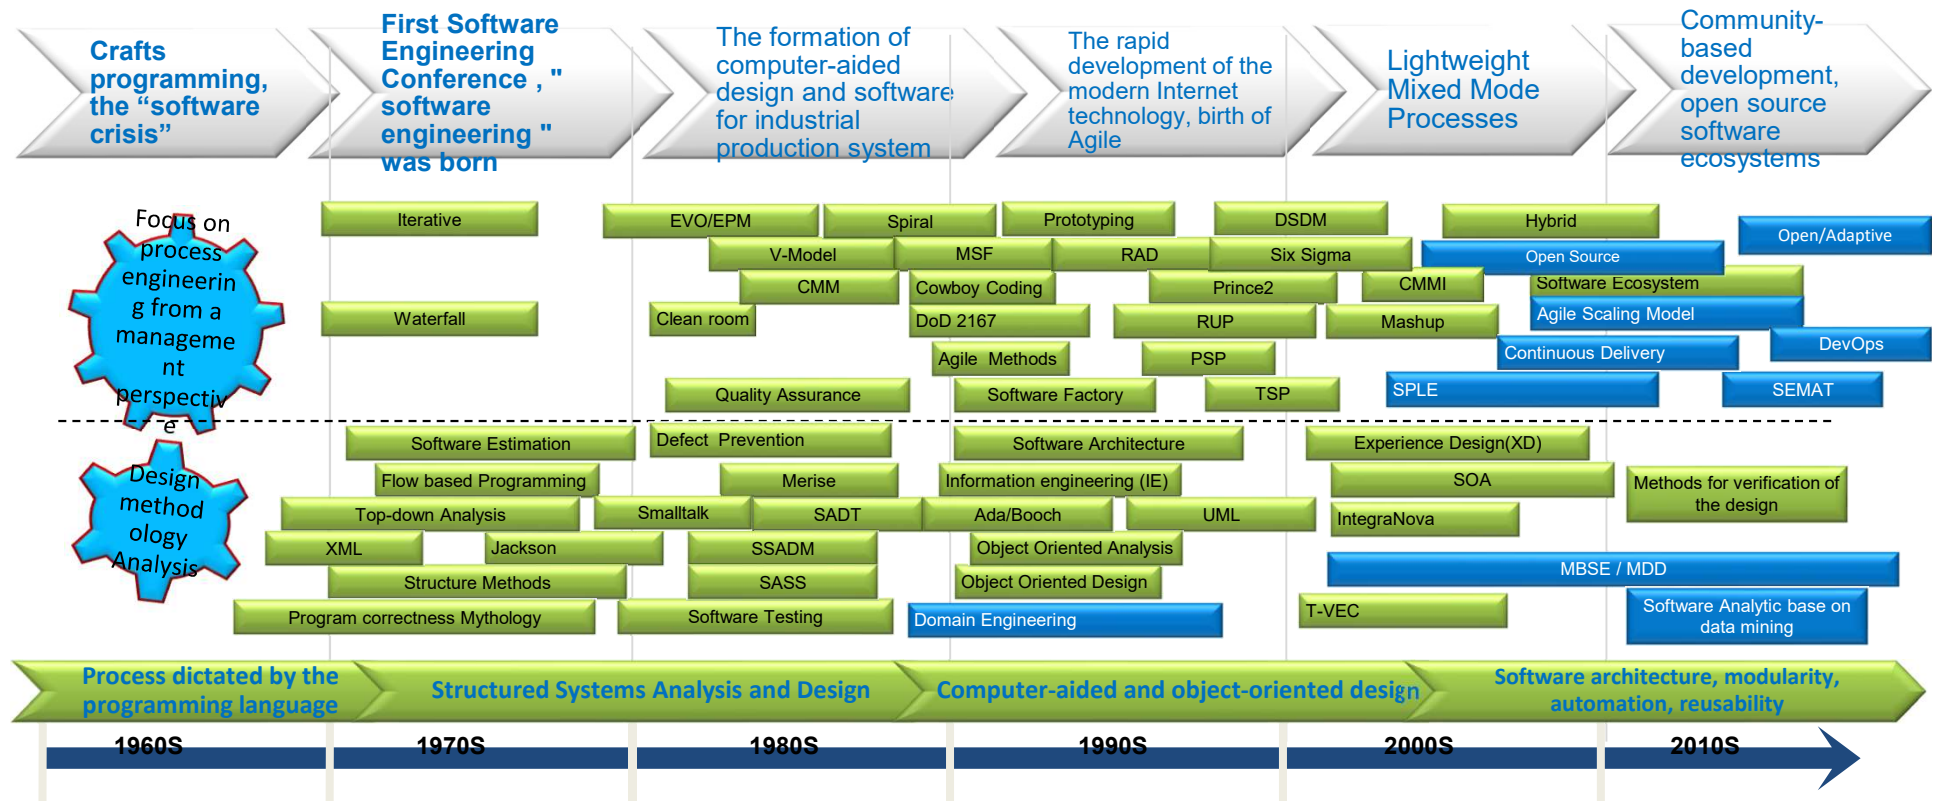 Crafts
programming,
the “software
crisis”
First Software
Engineering
Conference , "
software
engineering "
was born
The formation of
computer-aided
design and software
for industrial
production system
The rapid
development of the
modern Internet
technology, birth of
Agile
Lightweight
Mixed Mode
Processes
Community-
based
development,
open source
software
ecosystems
Focus on
process
engineerin
g from a
manageme
nt
perspectiv
e
Iterative
EVO/EPM
Spiral
Prototyping
DSDM
Hybrid
Open/Adaptive
V-Model
MSF
RAD
Six Sigma
Open Source
CMM
Cowboy Coding
Prince2
CMMI
Software Ecosystem
Waterfall
Clean room
DoD 2167
RUP
Mashup
Agile Scaling Model
DevOps
Agile  Methods
PSP
Continuous Delivery
Quality Assurance
Software Factory
TSP
SPLE
SEMAT
Design
method
ology
Analysis
Software Estimation
Defect  Prevention
Software Architecture
Experience Design(XD)
Flow based Programming
Merise
Information engineering (IE)
SOA
Methods for verification of
the design
Top-down Analysis
Smalltalk
SADT
Ada/Booch
UML
IntegraNova
XML
Jackson
SSADM
Object Oriented Analysis
Structure Methods
SASS
Object Oriented Design
MBSE / MDD
Program correctness Mythology
Software Testing
Domain Engineering
T-VEC
Software Analytic base on
data mining
Process dictated by the
programming language
Structured Systems Analysis and Design
Computer-aided and object-oriented design
Software architecture, modularity,
automation, reusability
1960S
1970S
1980S
1990S
2000S
2010S